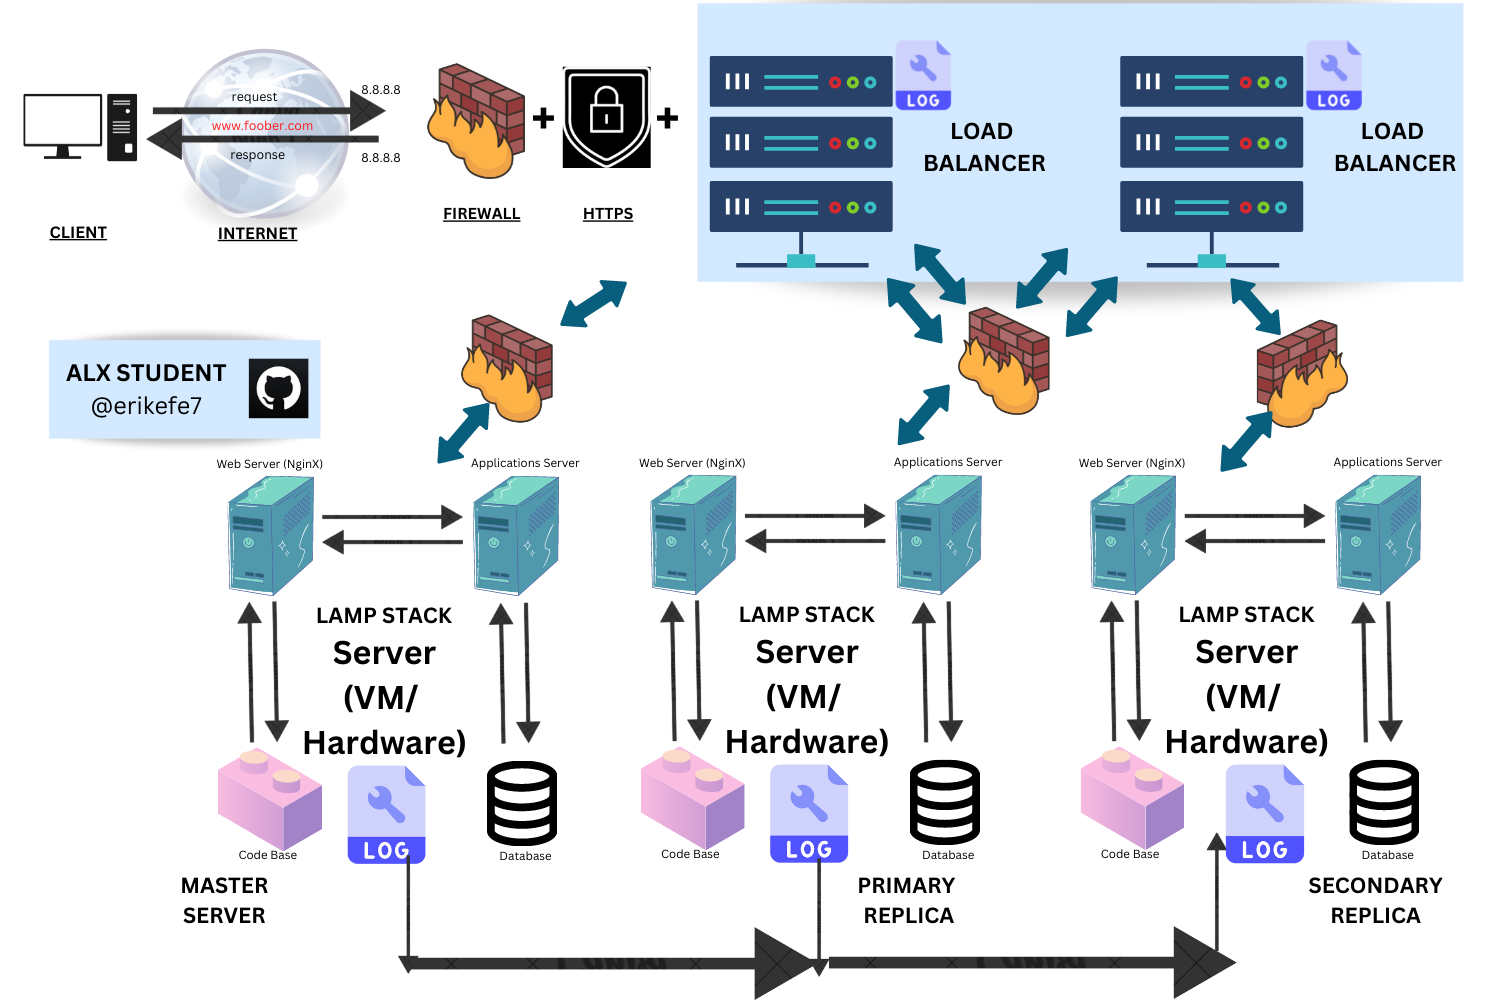 request
8.8.8.8
www.foober.com
response
8.8.8.8
CLIENT
INTERNET
FIREWALL
HTTPS
LOG
LOAD
BALANCER
LOG
LOAD
BALANCER
ALX STUDENT
@erikefe7
Web Server (NginX)
Applications Server
Web Server (NginX)
Applications Server
Web Server (NginX)
Applications Server
LAMP STACK
Server
(VM/
Hardware)
LAMP STACK
Server
(VM/
Hardware)
LAMP STACK
Server
(VM/
Hardware)
LOG
Code Base
Database
LOG
Code Base
Database
LOG
Code Base
Database
MASTER
SERVER
PRIMARY
REPLICA
SECONDARY
REPLICA